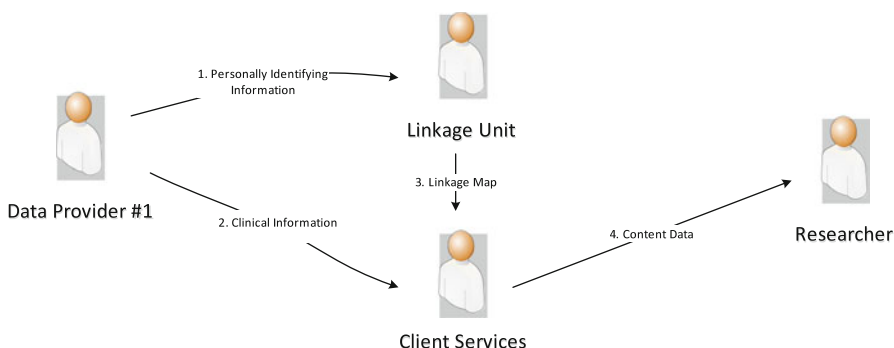 1. Personally Identifying
Information
Linkage Unit
Data Provider #1
3. Linkage Map
2. Clinical Information
4. Content Data
Researcher
Client Services